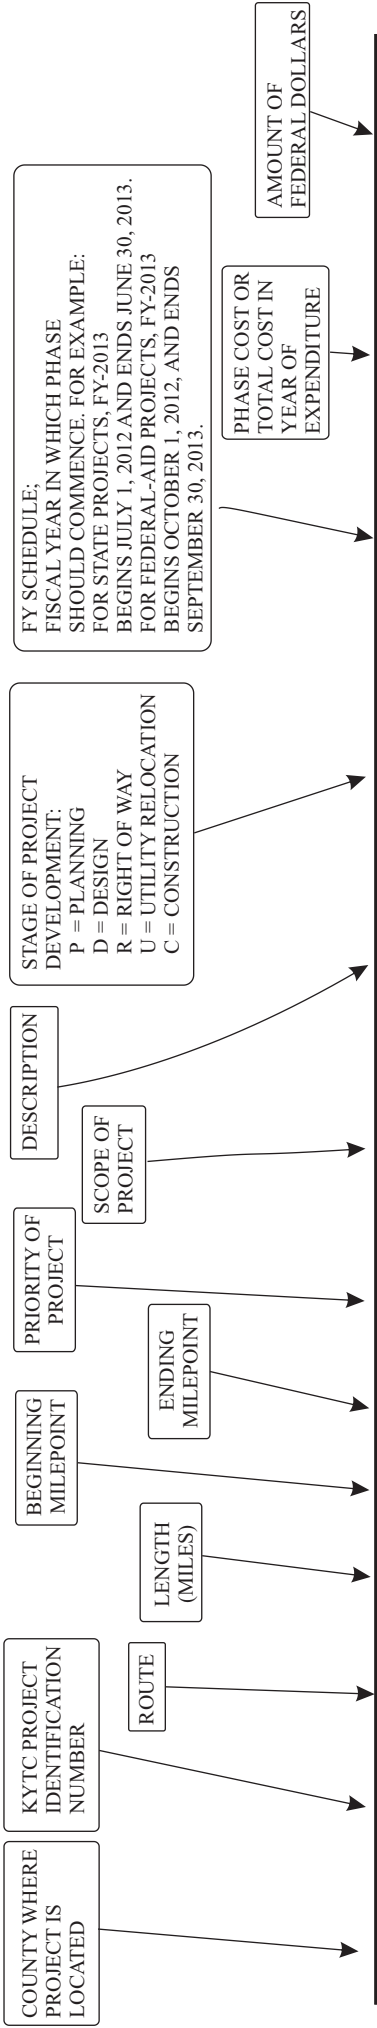 COUNTY WHERE
PROJECT IS
LOCATED
KYTC PROJECT
IDENTIFICATION
NUMBER
ROUTE
LENGTH
(MILES)
BEGINNING
MILEPOINT
ENDING
MILEPOINT
PRIORITY OF
PROJECT
SCOPE OF
PROJECT
DESCRIPTION
STAGE OF PROJECT
DEVELOPMENT:
P = PLANNING
D = DESIGN
R = RIGHT OF WAY
U = UTILITY RELOCATION
C = CONSTRUCTION
FY SCHEDULE;
FISCAL YEAR IN WHICH PHASE
SHOULD COMMENCE. FOR EXAMPLE:
FOR STATE PROJECTS, FY-2013
BEGINS JULY 1, 2012 AND ENDS JUNE 30, 2013.
FOR FEDERAL-AID PROJECTS, FY-2013
BEGINS OCTOBER 1, 2012, AND ENDS
SEPTEMBER 30, 2013.
PHASE COST OR
TOTAL COST IN
YEAR OF
EXPENDITURE
AMOUNT OF
FEDERAL DOLLARS